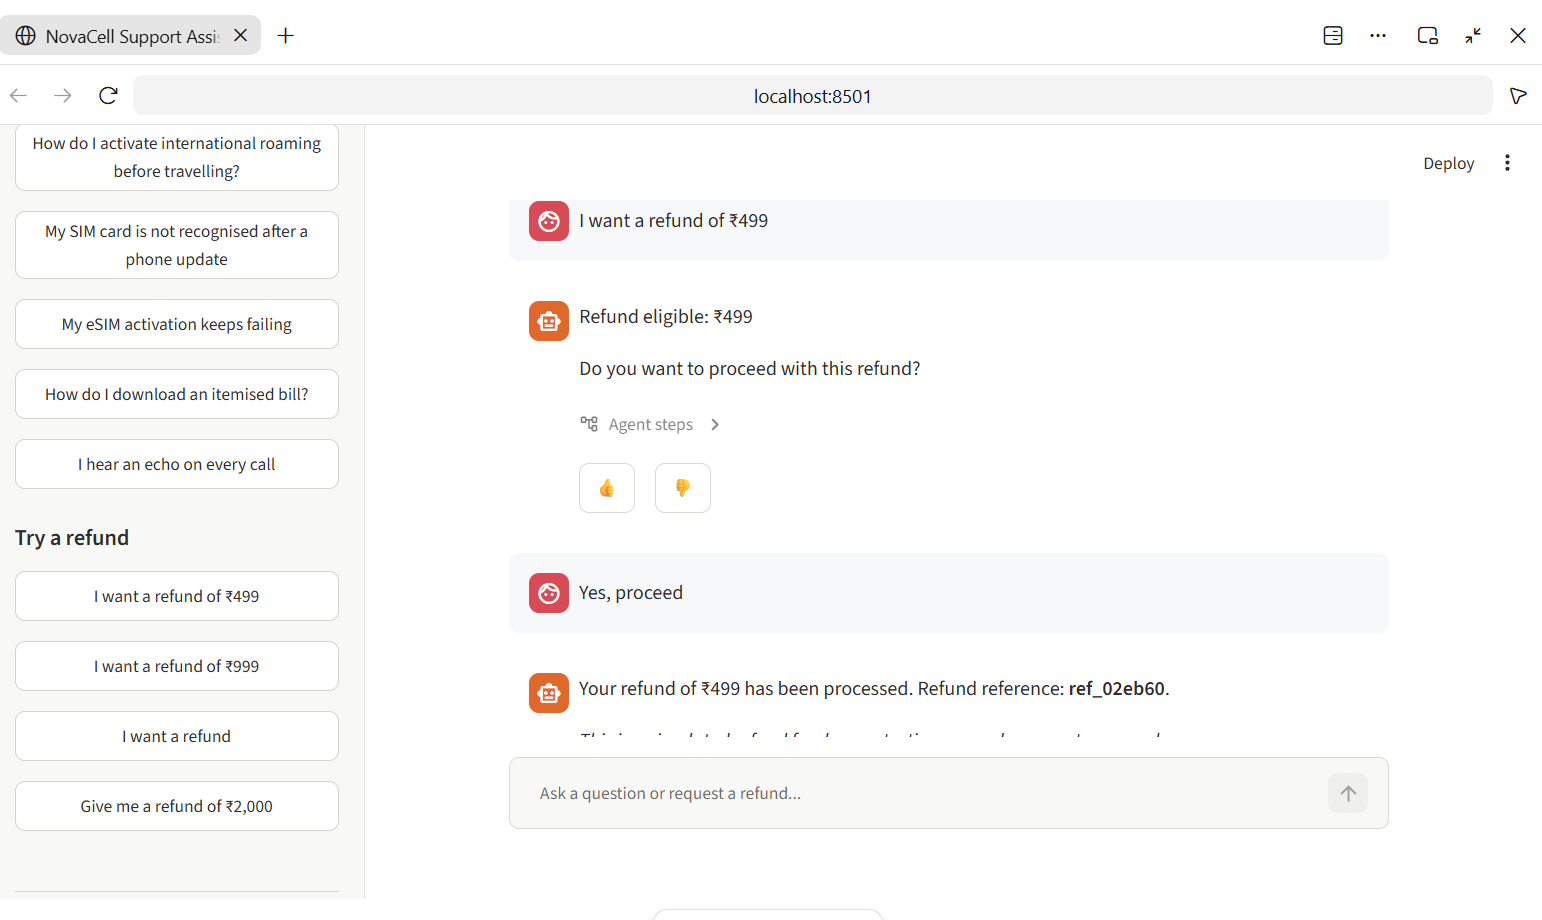 NovaCell Support Assi
localhost:8501
How do I activate international roaming
before travelling?
My SIM card is not recognised after a
phone update
My eSIM activation keeps failing
How do I download an itemised bill?
I hear an echo on every call
Try a refund
I want a refund of ₹499
I want a refund of ₹999
I want a refund
Give me a refund of ₹2,000
Deploy
I want a refund of ₹499
Refund eligible: ₹499
Do you want to proceed with this refund?
Agent steps
Yes, proceed
Your refund of ₹499 has been processed. Refund reference: ref_02eb60.
Ask a question or request a refund...